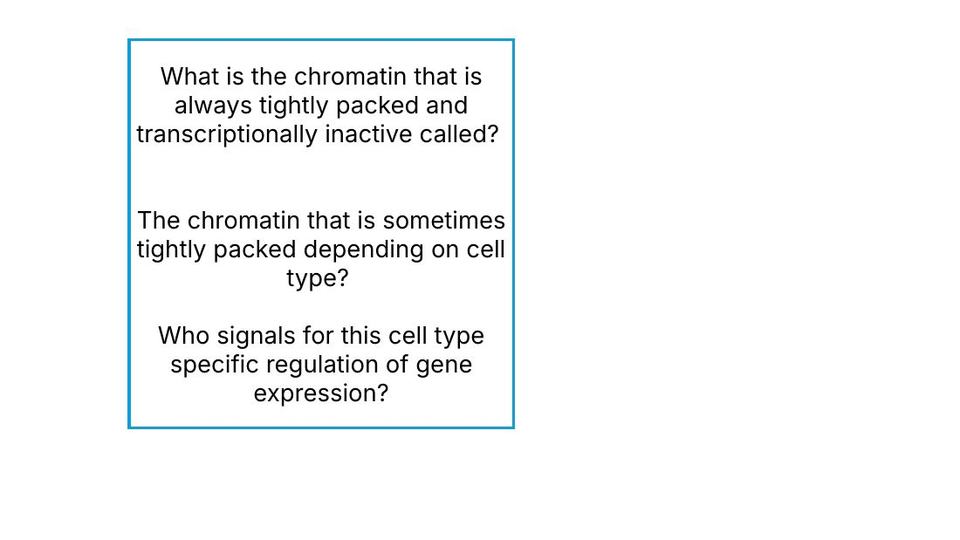 What is the chromatin that is
always tightly packed and
transcriptionally inactive called?
The chromatin that is sometimes
tightly packed depending on cell
type?
Who signals for this cell type
specific regulation of gene
expression?